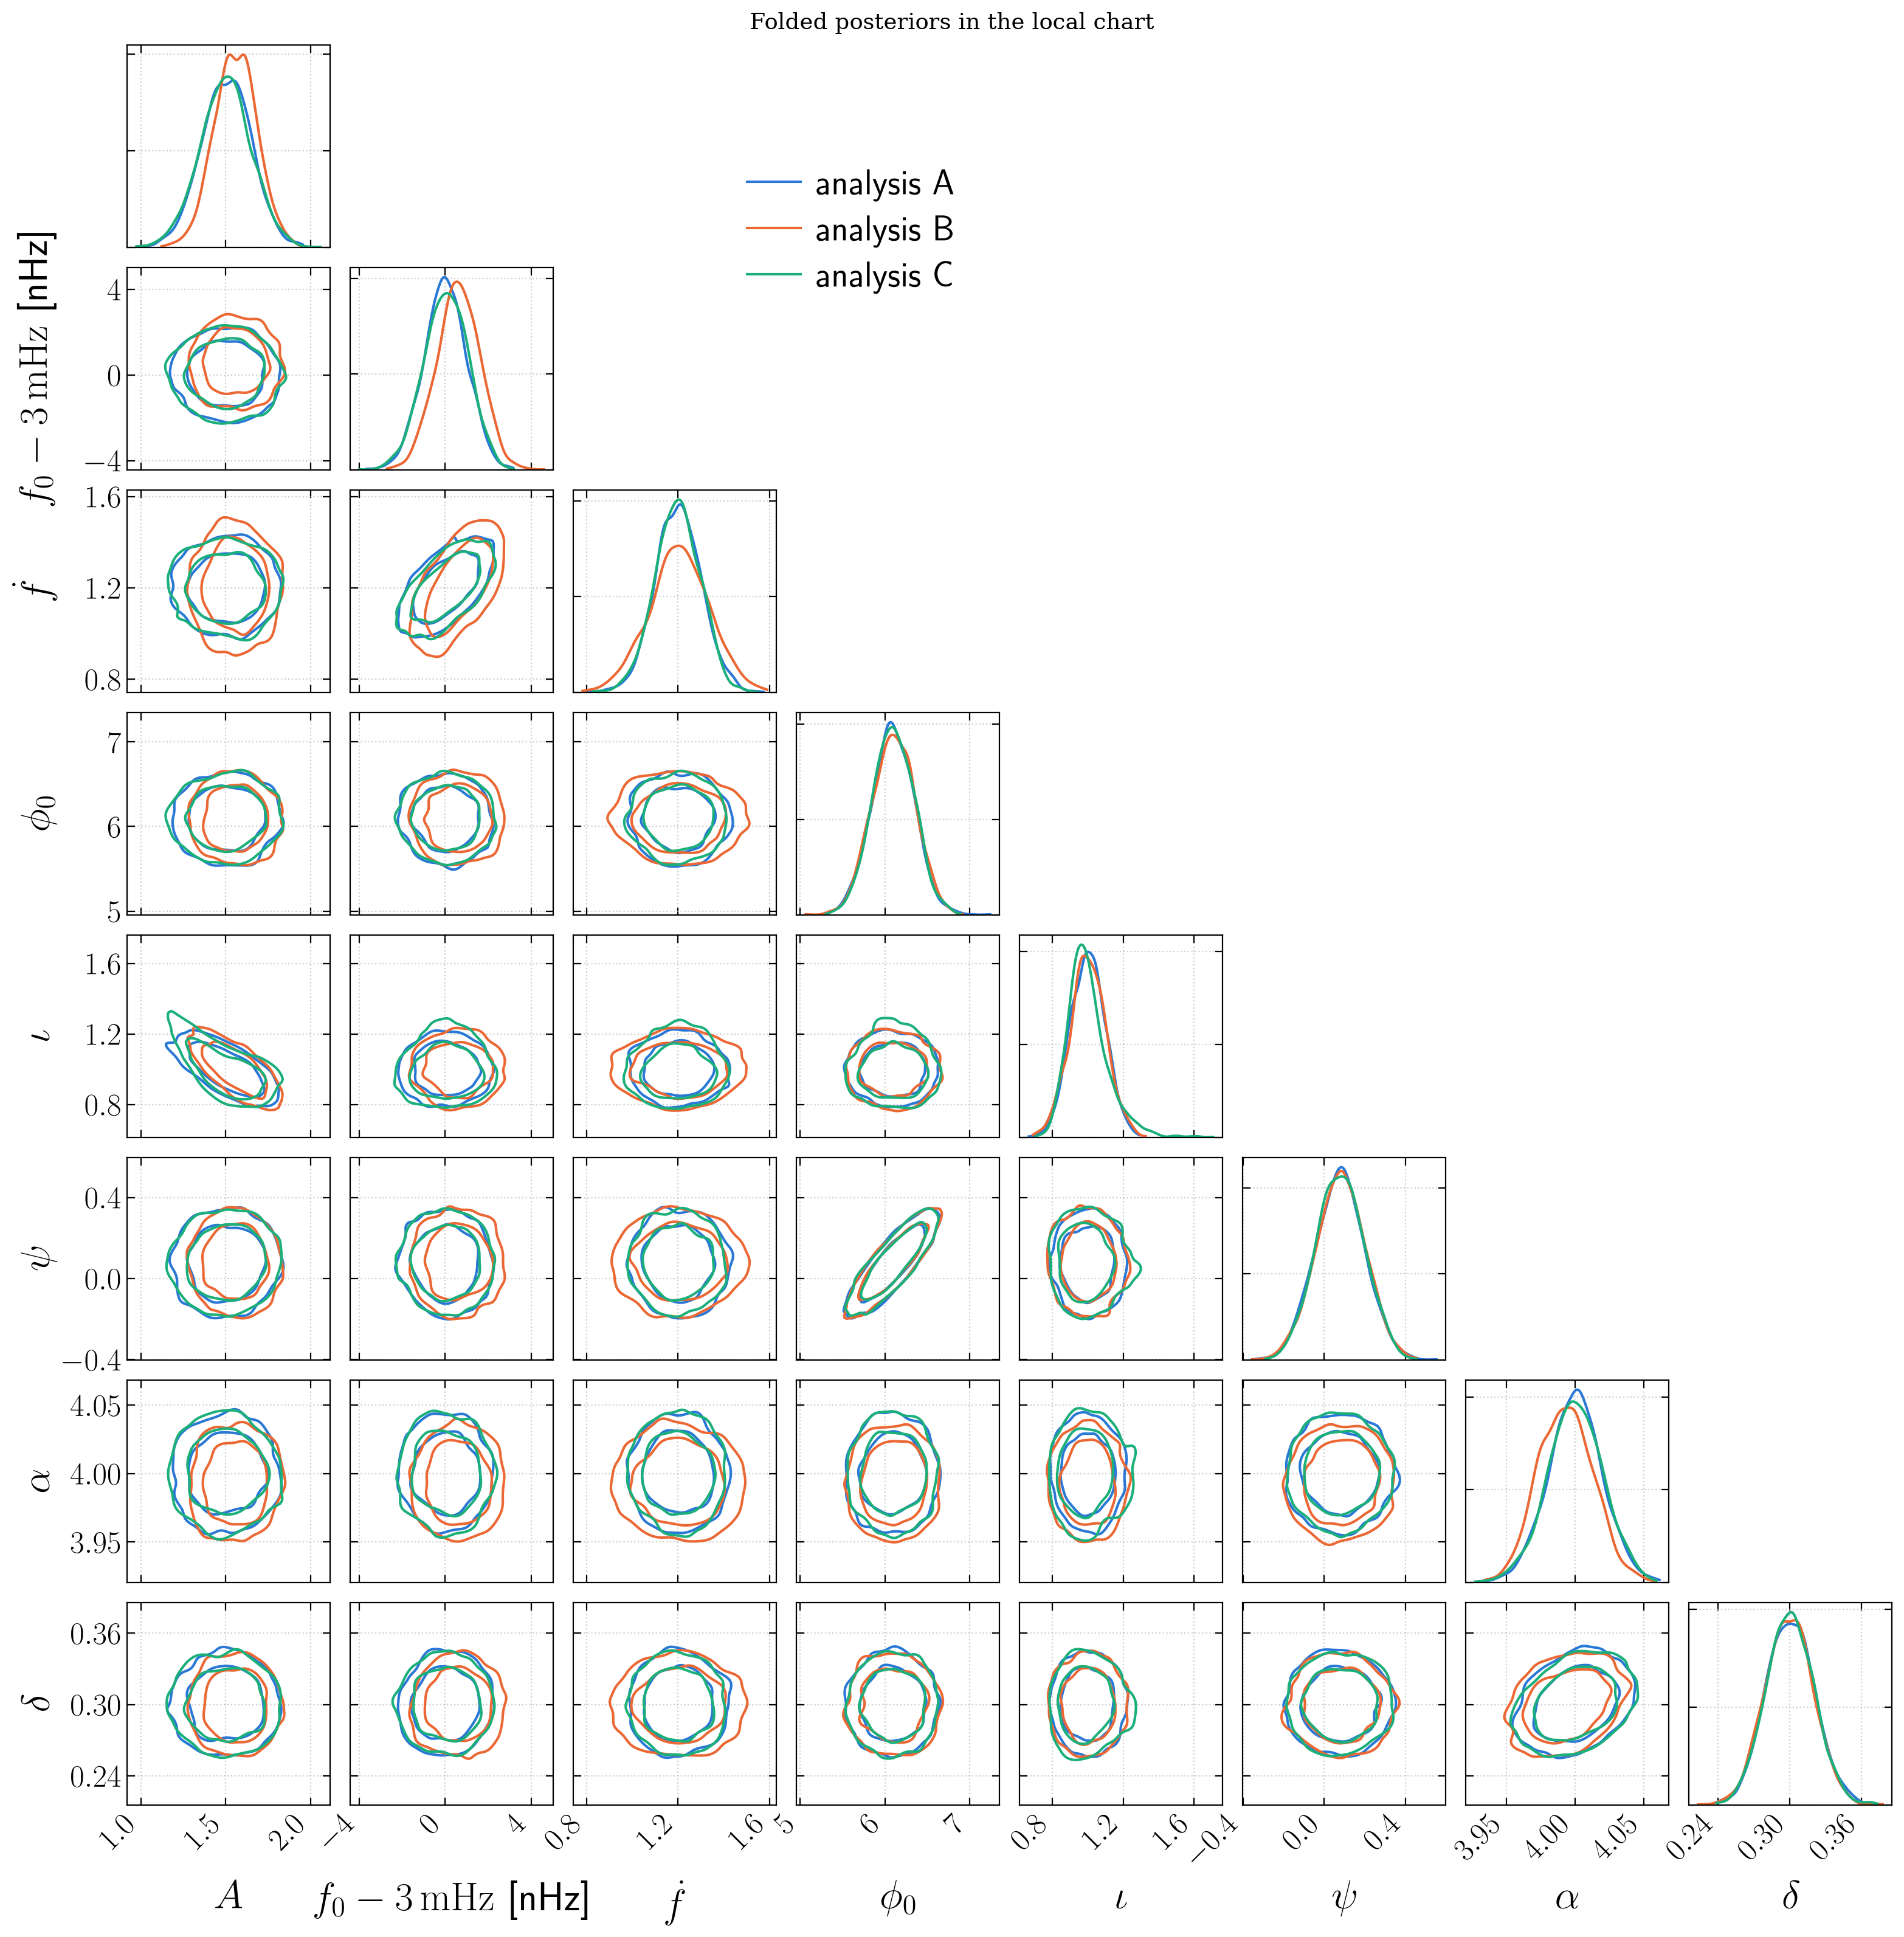 Folded posteriors in the local chart
analysis A
analysis B
analysis C
f₀ − 3 mHz [nHz]
4
0
−4
ḟ
1.6
1.2
0.8
ϕ₀
7
6
5
ι
1.6
1.2
0.8
ψ
0.4
0.0
−0.4
α
4.05
4.00
3.95
δ
0.36
0.30
0.24
1.0 1.5 2.0 −4 0 4 0.8 1.2 1.6 5 6 7 0.8 1.2 1.6 −0.4 0.0 0.4 3.95 4.00 4.05 0.24 0.30 0.36
A f₀ − 3 mHz [nHz] ḟ ϕ₀ ι ψ α δ